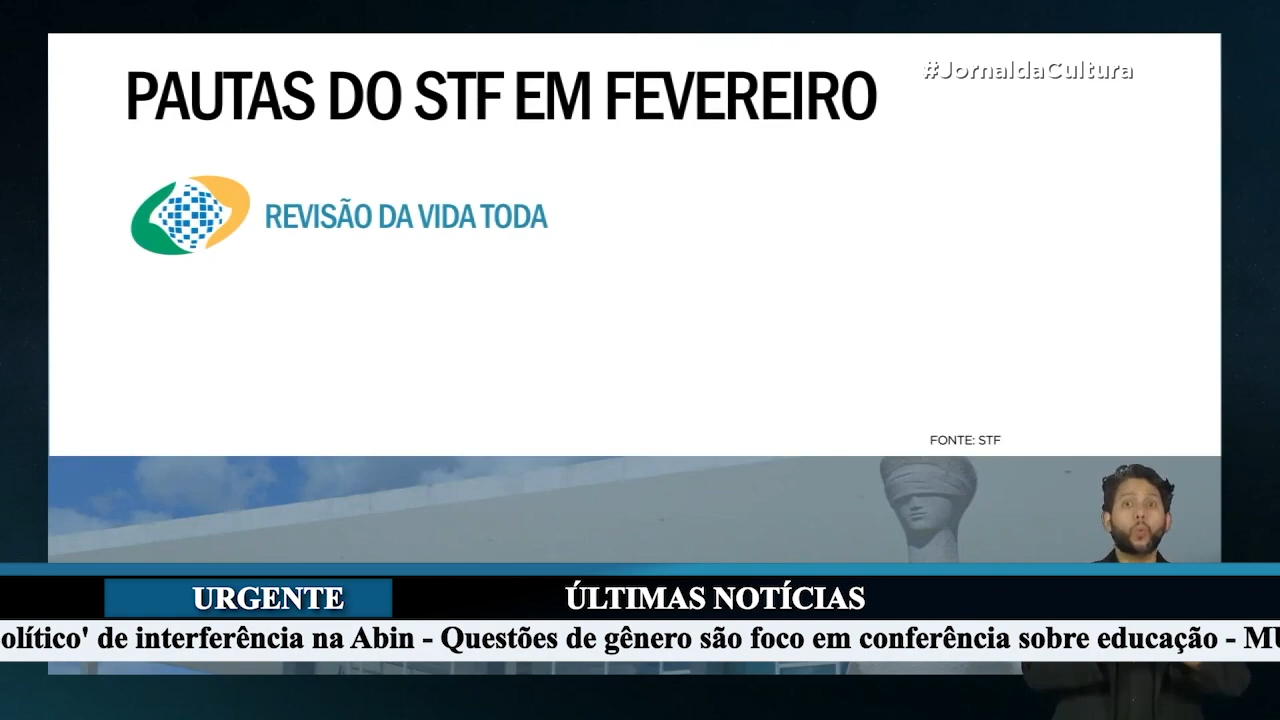 PAUTAS DO STF EM FEVEREIRO
#JornaldaCultura
REVISÃO DA VIDA TODA
FONTE: STF
URGENTE
ÚLTIMAS NOTÍCIAS
olítico' de interferência na Abin - Questões de gênero são foco em conferência sobre educação - MU